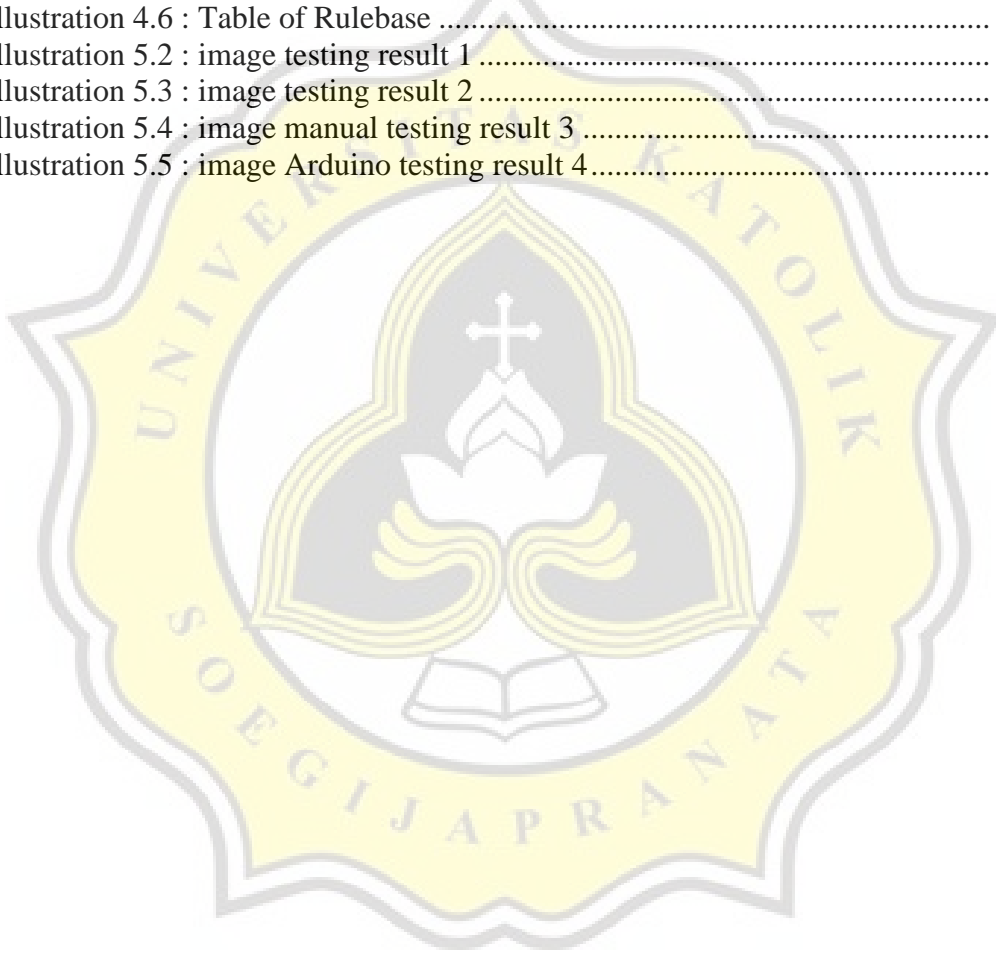 llustration 4.6 : Table of Rulebase ......................................................................
llustration 5.2 : image testing result 1 .................................................................
llustration 5.3 : image testing result 2 .................................................................
llustration 5.4 : image manual testing result 3 ....................................................
llustration 5.5 : image Arduino testing result 4 ...................................................
UNIVERSITAS KATOLIK
SOEGIJAPRANATA